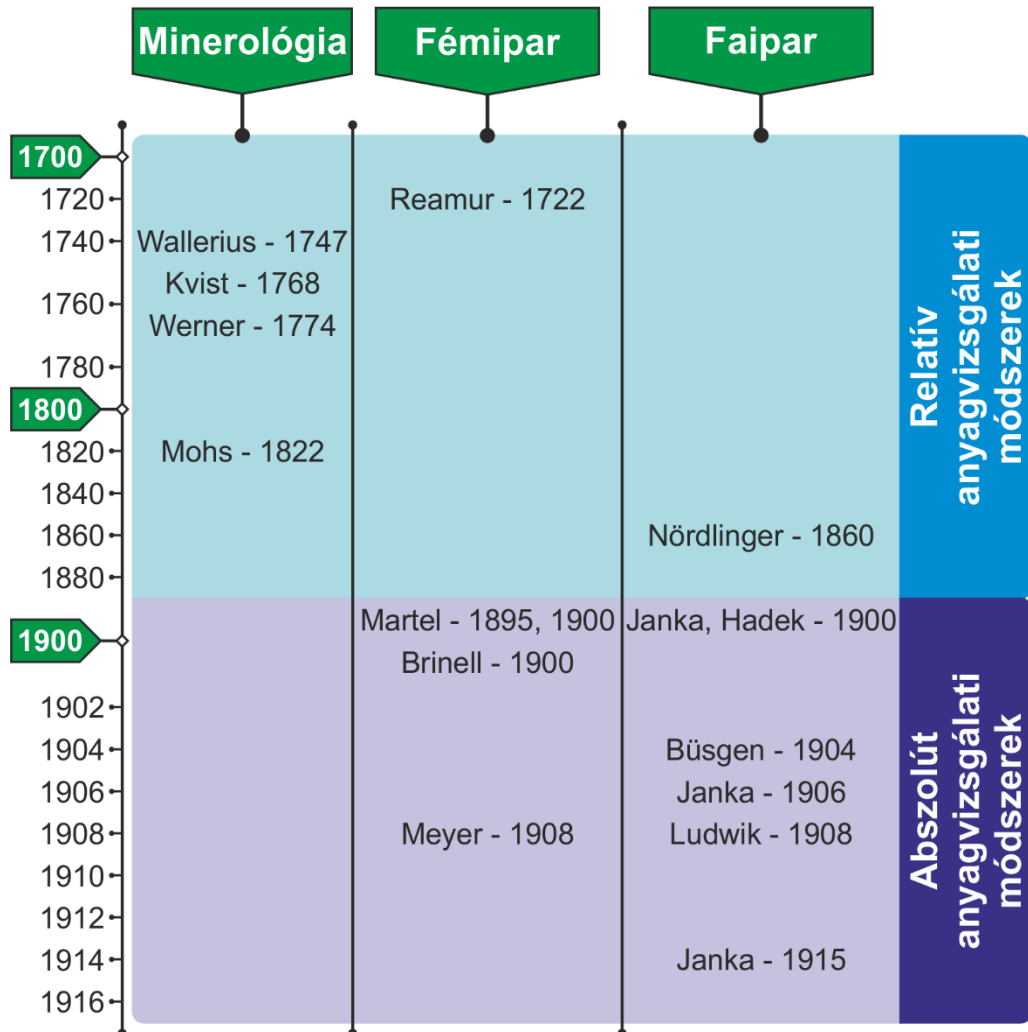 Minerológia
Fémipar
Faipar
1700
1720
1740
1760
1780
1800
1820
1840
1860
1880
1900
1902
1904
1906
1908
1910
1912
1914
1916
Wallerius - 1747
Kvist - 1768
Werner - 1774
Mohs - 1822
Reamur - 1722
Martel - 1895, 1900
Brinell - 1900
Meyer - 1908
Nördlinger - 1860
Janka, Hadek - 1900
Büsgen - 1904
Janka - 1906
Ludwik - 1908
Janka - 1915
Relatív
anyagvizsgálati
módszerek
Abszolút
anyagvizsgálati
módszerek